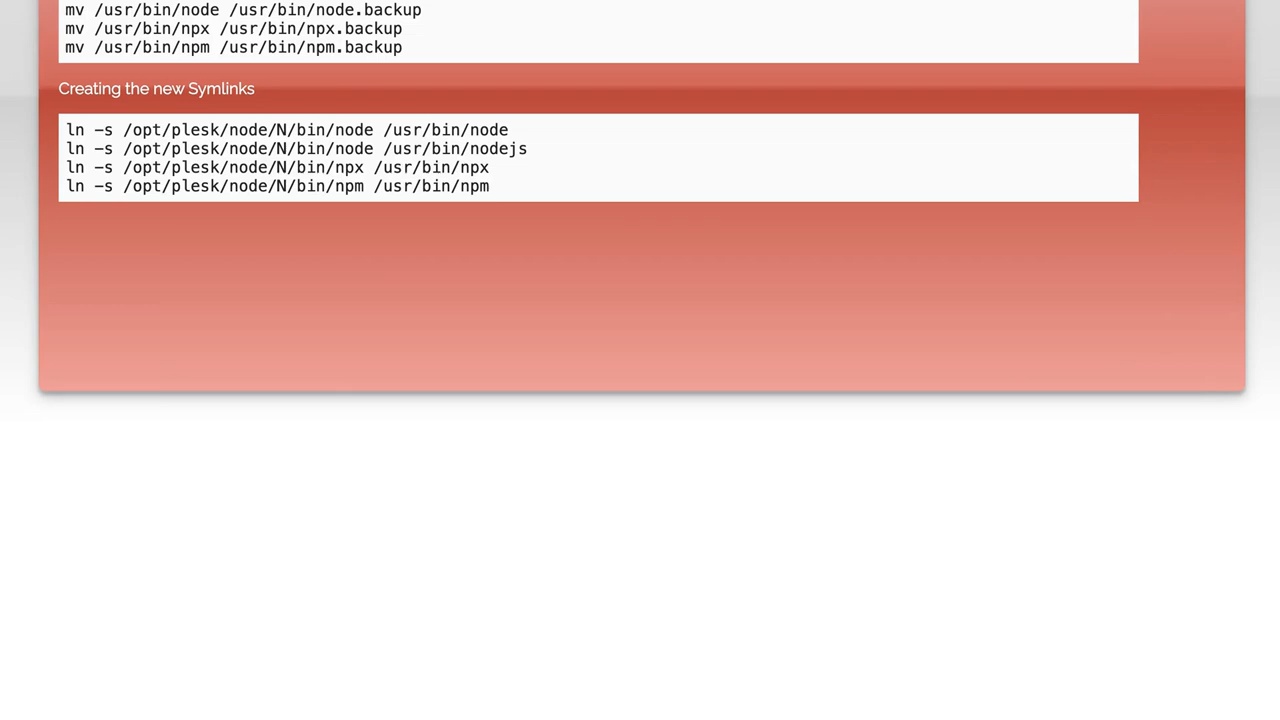 mv /usr/bin/node /usr/bin/node.backup
mv /usr/bin/npx /usr/bin/npx.backup
mv /usr/bin/npm /usr/bin/npm.backup
Creating the new Symlinks
ln -s /opt/plesk/node/N/bin/node /usr/bin/node
ln -s /opt/plesk/node/N/bin/node /usr/bin/nodejs
ln -s /opt/plesk/node/N/bin/npx /usr/bin/npx
ln -s /opt/plesk/node/N/bin/npm /usr/bin/npm